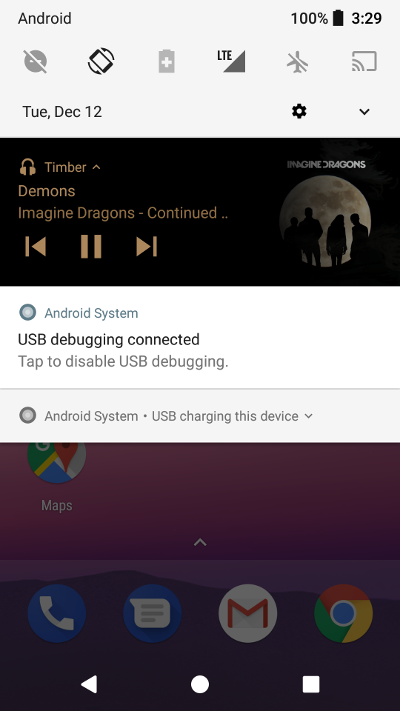 Android 100% 3:29
LTE
Tue, Dec 12
Timber
IMAGINE DRAGONS
Demons
Imagine Dragons - Continued ..
Android System
USB debugging connected
Tap to disable USB debugging.
Android System • USB charging this device
G
Maps